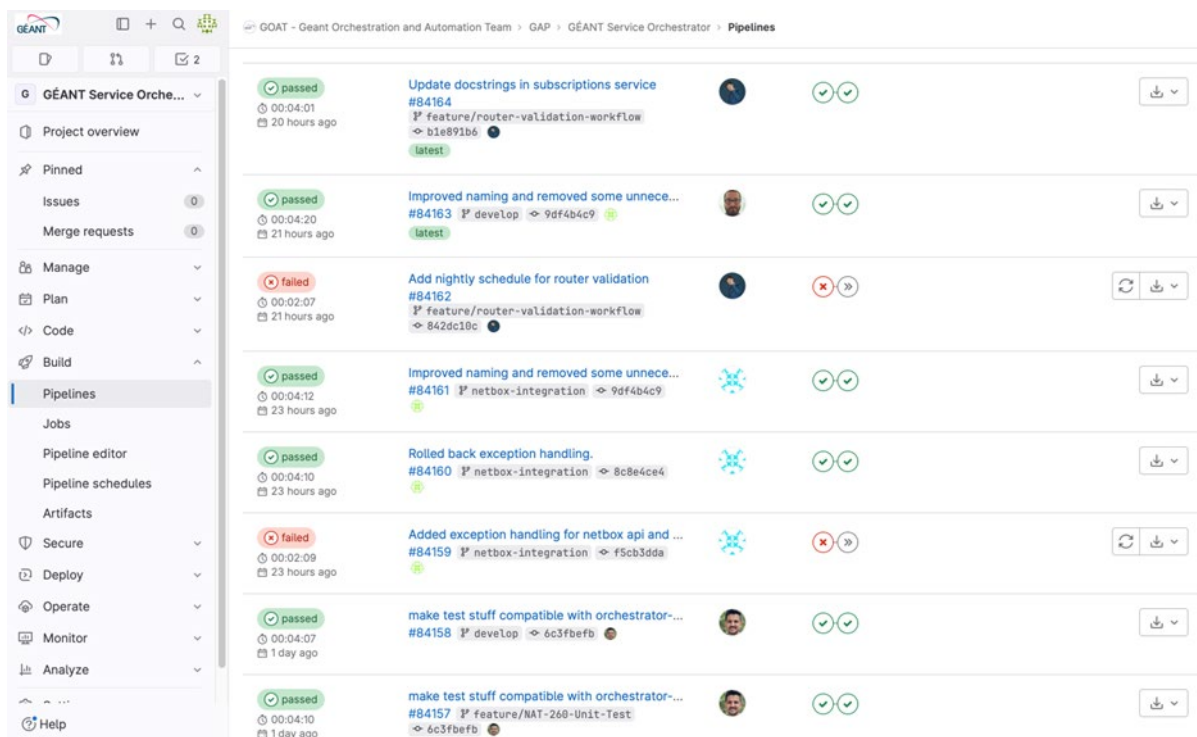 GÉANT
GOAT - Geant Orchestration and Automation Team > GAP > GÉANT Service Orchestrator > Pipelines
2
G GÉANT Service Orche...
Project overview
Pinned
Issues 0
Merge requests 0
Manage
Plan
Code
Build
Pipelines
Jobs
Pipeline editor
Pipeline schedules
Artifacts
Secure
Deploy
Operate
Monitor
Analyze
Help
passed
00:04:01
20 hours ago
Update docstrings in subscriptions service
#84164
feature/router-validation-workflow
b1e891b6
latest
passed
00:04:20
21 hours ago
Improved naming and removed some unnece...
#84163 develop 9df4b4c9
latest
failed
00:02:07
21 hours ago
Add nightly schedule for router validation
#84162
feature/router-validation-workflow
842dc10c
passed
00:04:12
23 hours ago
Improved naming and removed some unnece...
#84161 netbox-integration 9df4b4c9
passed
00:04:10
23 hours ago
Rolled back exception handling.
#84160 netbox-integration 8c8e4ce4
failed
00:02:09
23 hours ago
Added exception handling for netbox api and ...
#84159 netbox-integration f5cb3dda
passed
00:04:07
1 day ago
make test stuff compatible with orchestrator-...
#84158 develop 6c3fbefb
passed
00:04:10
1 day ago
make test stuff compatible with orchestrator-...
#84157 feature/NAT-260-Unit-Test
6c3fbefb